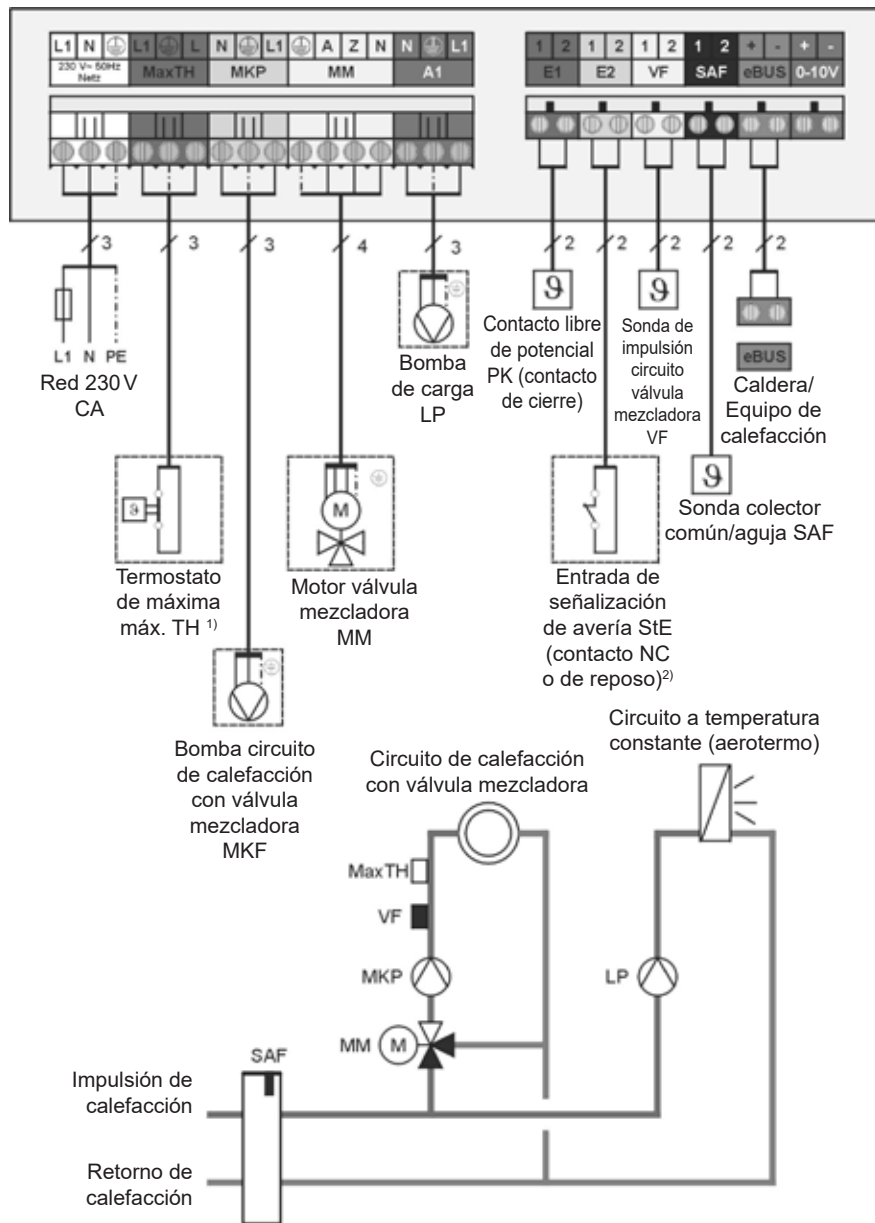 L1 N L1 L N L1 A Z N N L1
230 V~ 50Hz
Netz
MaxTH MKP MM A1
1 2 1 2 1 2 1 2 + - + -
E1 E2 VF SAF eBUS 0-10V
3 3 3 4 3 2 2 2 2 2
L1 N PE
Red 230 V
CA
Bomba
de carga
LP
Contacto libre
de potencial
PK (contacto
de cierre)
Sonda de
impulsión
circuito
válvula
mezcladora
VF
eBUS
Caldera/
Equipo de
calefacción
Termostato
de máxima
máx. TH 1)
M
Motor válvula
mezcladora
MM
Entrada de
señalización
de avería StE
(contacto NC
o de reposo)2)
Sonda colector
común/aguja SAF
Bomba circuito
de calefacción
con válvula
mezcladora
MKF
Circuito de calefacción
con válvula mezcladora
Circuito a temperatura
constante (aerotermo)
MaxTH
VF
MKP
LP
MM M
SAF
Impulsión de
calefacción
Retorno de
calefacción